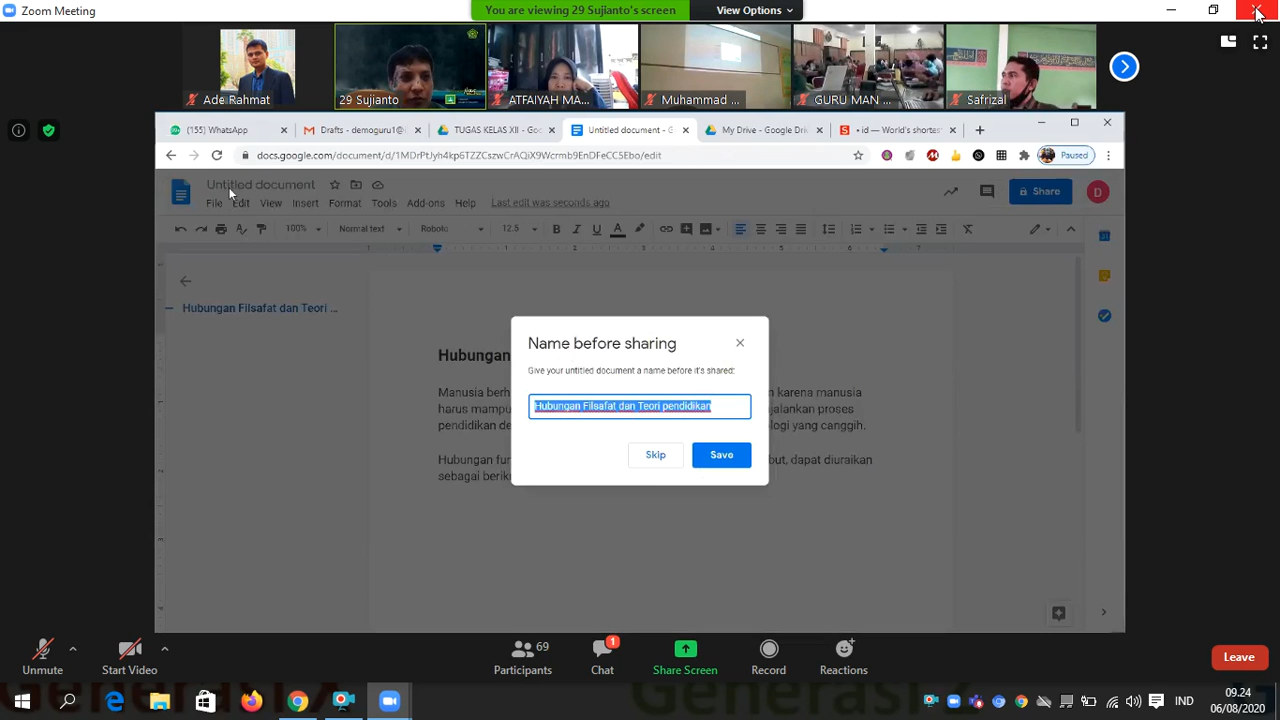 Zoom Meeting
You are viewing 29 Sujianto's screen
View Options
Ade Rahmat
29 Sujianto
ATFAIYAH MA...
Muhammad ...
GURU MAN ...
Safrizal
(155) WhatsApp
Drafts - demoguru1@
TUGAS KELAS XII - Goo
Untitled document - G
My Drive - Google Driv
• id — World's shortes
docs.google.com/document/d/1MDrPtJyh4kp6TZZCszwCrAQiX9Wcrmb9EnDFeCC5Ebo/edit
Paused
Untitled document
File Edit View Insert Format Tools Add-ons Help Last edit was seconds ago
Share
D
100% Normal text Roboto 12.5
Hubungan Filsafat dan Teori ...
Hubungan
Manusia berh
karena manusia
harus mampu
jalankan proses
pendidikan de
ologi yang canggih.
Hubungan fun
but, dapat diuraikan
sebagai berik
Name before sharing
Give your untitled document a name before it's shared:
Hubungan Filsafat dan Teori pendidikan
Skip
Save
Unmute
Start Video
69
Participants
1
Chat
Share Screen
Record
Reactions
Leave
IND
09.24
06/08/2020